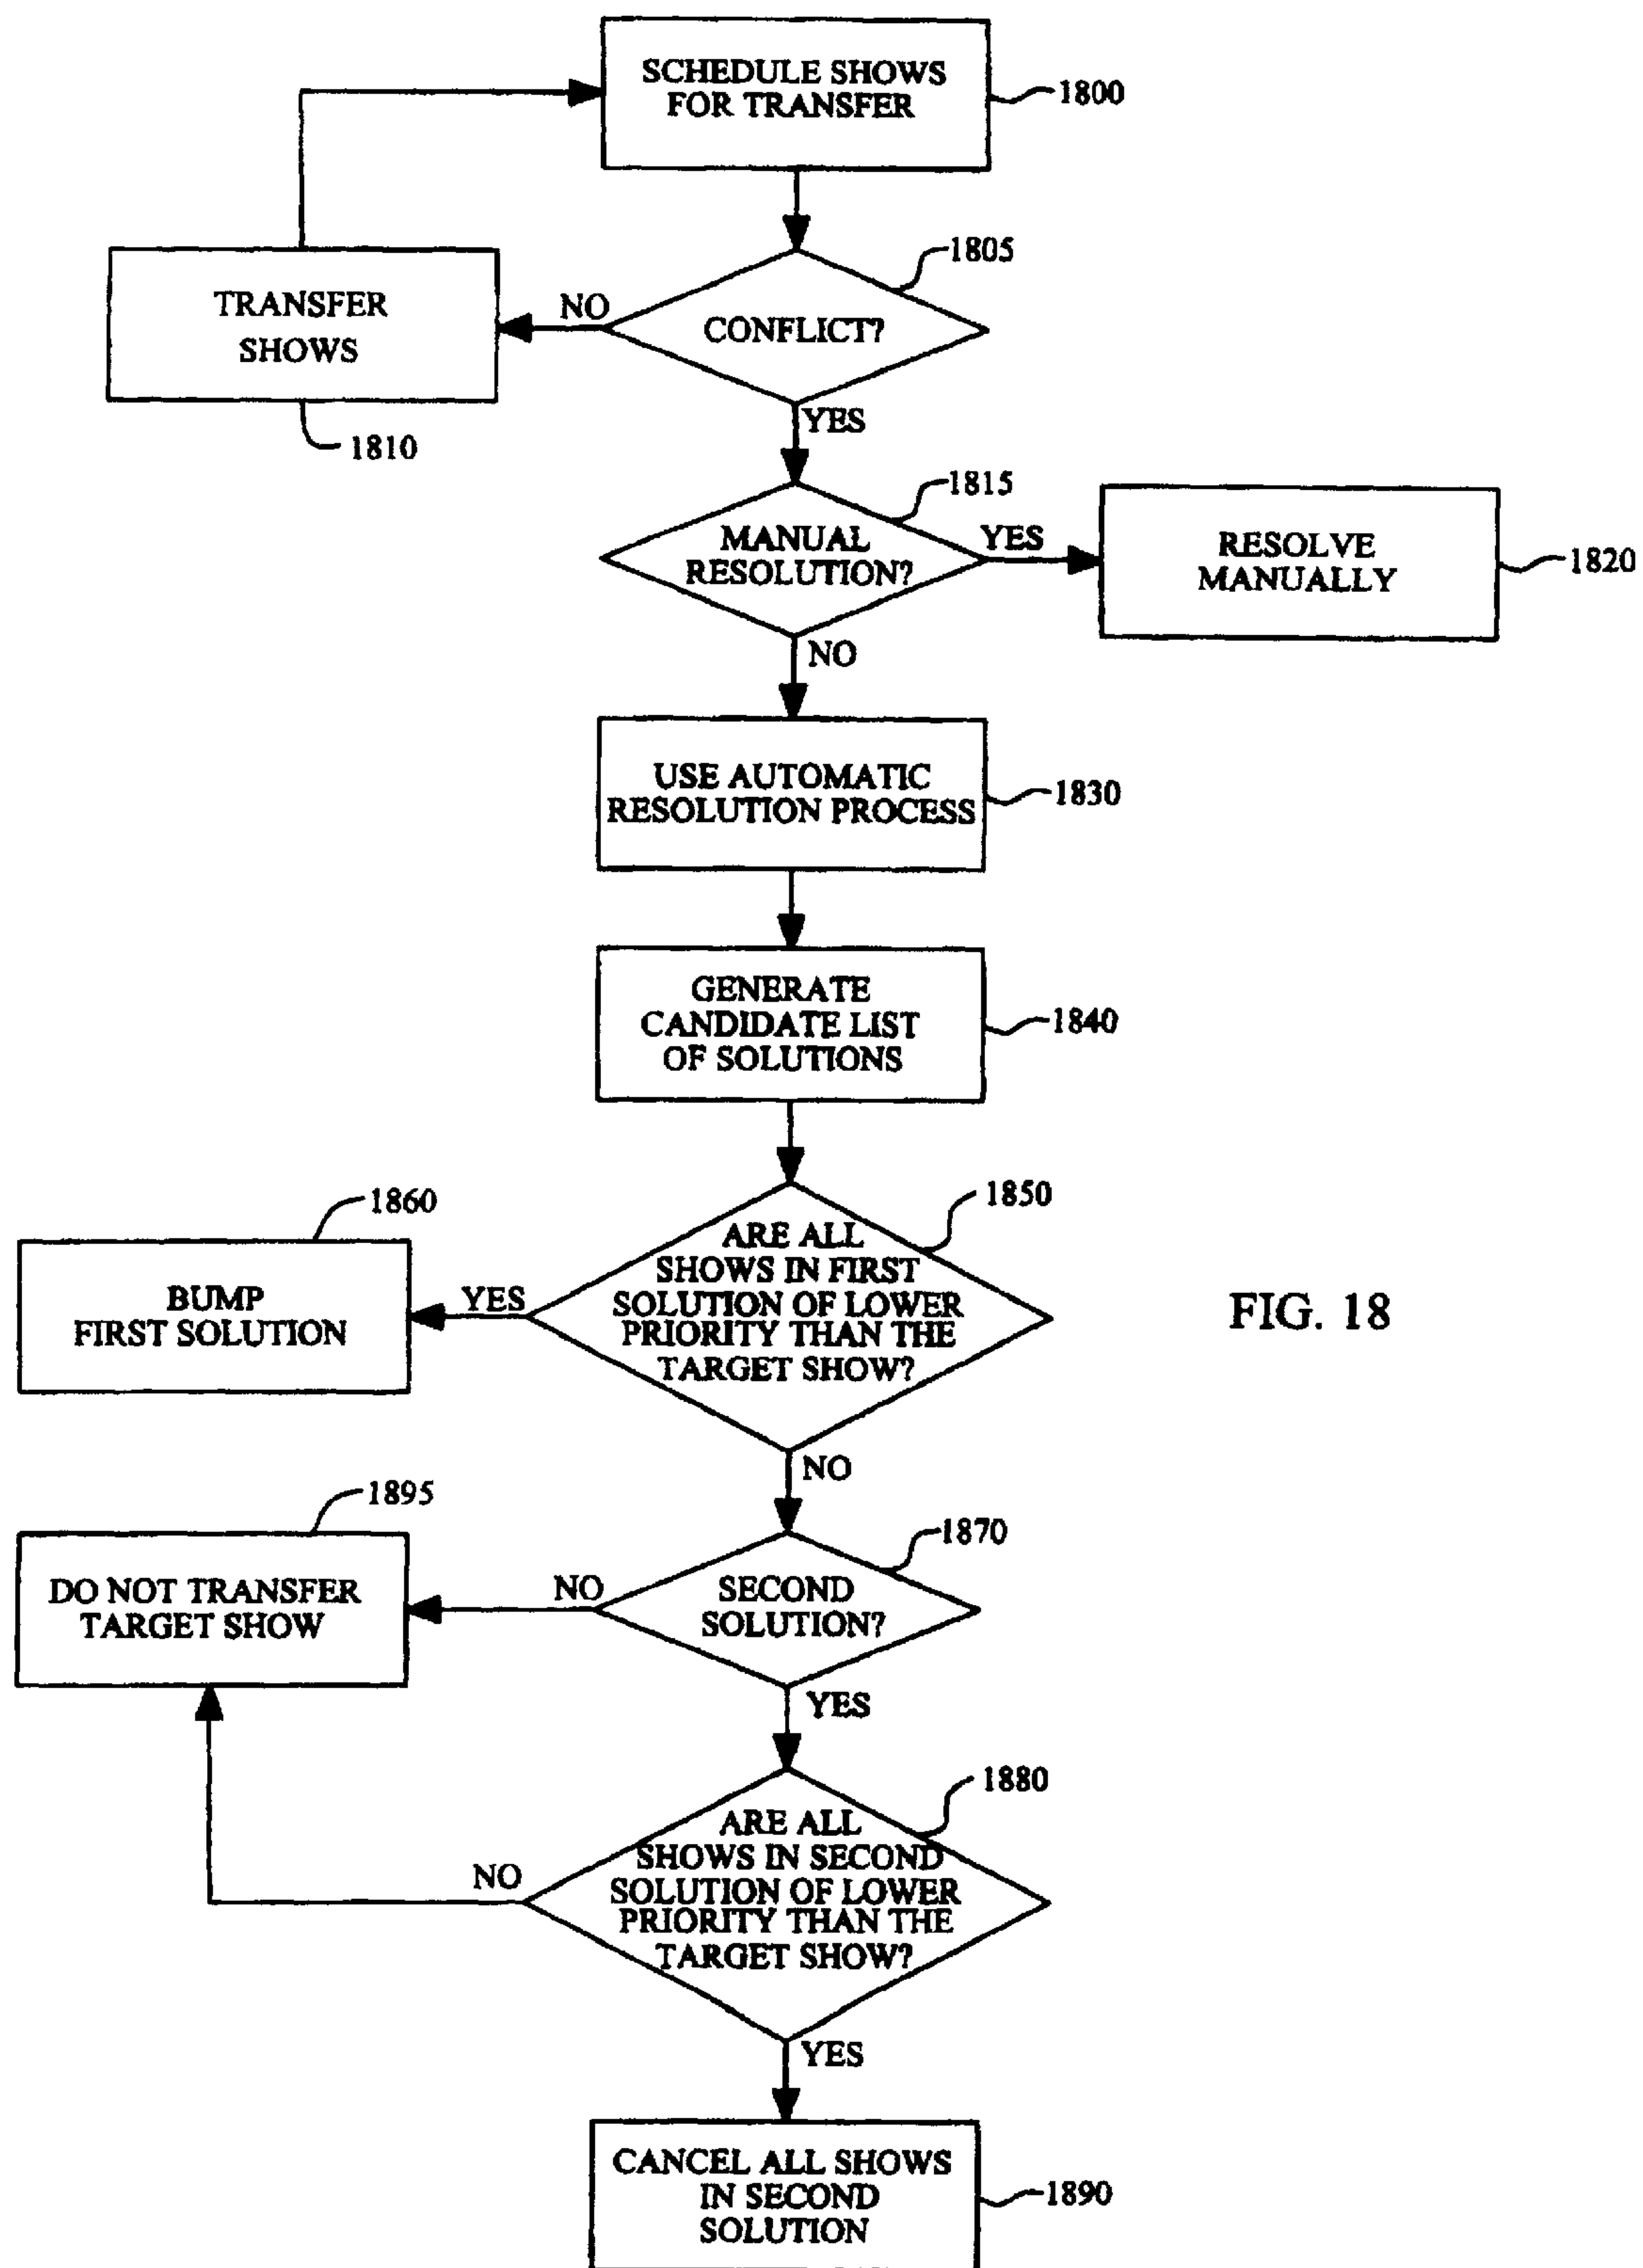 SCHEDULE SHOWS
FOR TRANSFER
1800
1805
CONFLICT?
NO
TRANSFER
SHOWS
1810
YES
1815
MANUAL
RESOLUTION?
YES
RESOLVE
MANUALLY
1820
NO
USE AUTOMATIC
RESOLUTION PROCESS
1830
GENERATE
CANDIDATE LIST
OF SOLUTIONS
1840
1850
ARE ALL
SHOWS IN FIRST
SOLUTION OF LOWER
PRIORITY THAN THE
TARGET SHOW?
YES
1860
BUMP
FIRST SOLUTION
FIG. 18
NO
1870
SECOND
SOLUTION?
NO
1895
DO NOT TRANSFER
TARGET SHOW
YES
1880
ARE ALL
SHOWS IN SECOND
SOLUTION OF LOWER
PRIORITY THAN THE
TARGET SHOW?
NO
YES
CANCEL ALL SHOWS
IN SECOND
SOLUTION
1890